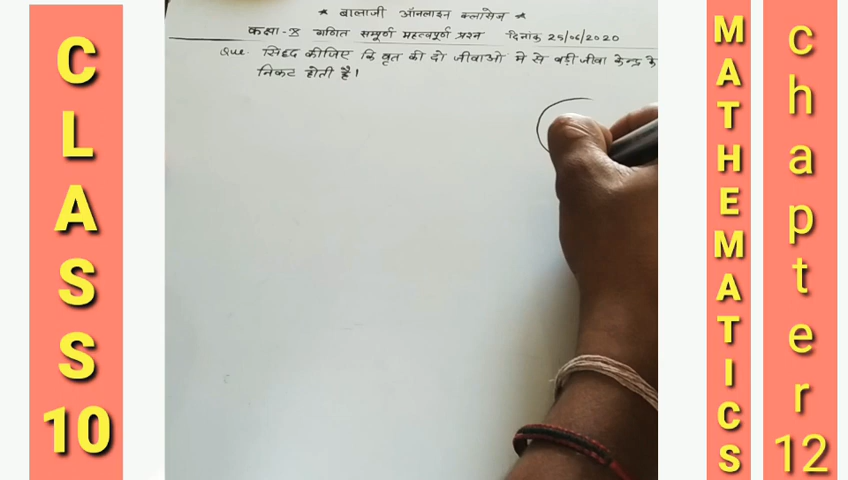 ★ बालाजी ऑनलाइन क्लासेज ★
कक्षा -X गणित सम्पूर्ण महत्वपूर्ण प्रश्न दिनांक 25/06/2020
Que. सिद्ध कीजिए कि वृत की दो जीवाओ मे से बड़ी जीवा केन्द्र के
निकट होती है।
CLASS 10
MATHEMATICS
chapter 12